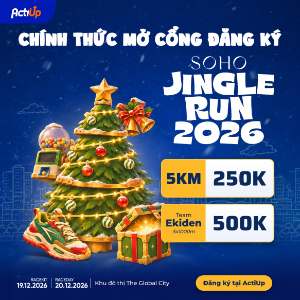 ActiUp
CHÍNH THỨC MỞ CỔNG ĐĂNG KÝ
SOHO
JINGLE
RUN
2026
5KM 250K
Team
Ekiden 500K
19.12.2026 20.12.2026 Khu đô thị The Global City
Đăng ký tại ActiUp